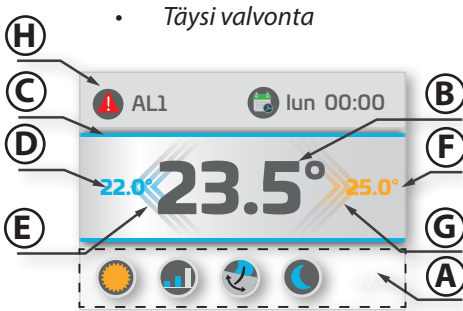 • Täysi valvonta
H
C
D
E
B
F
G
A
AL1
lun 00:00
22.0°
23.5°
25.0°